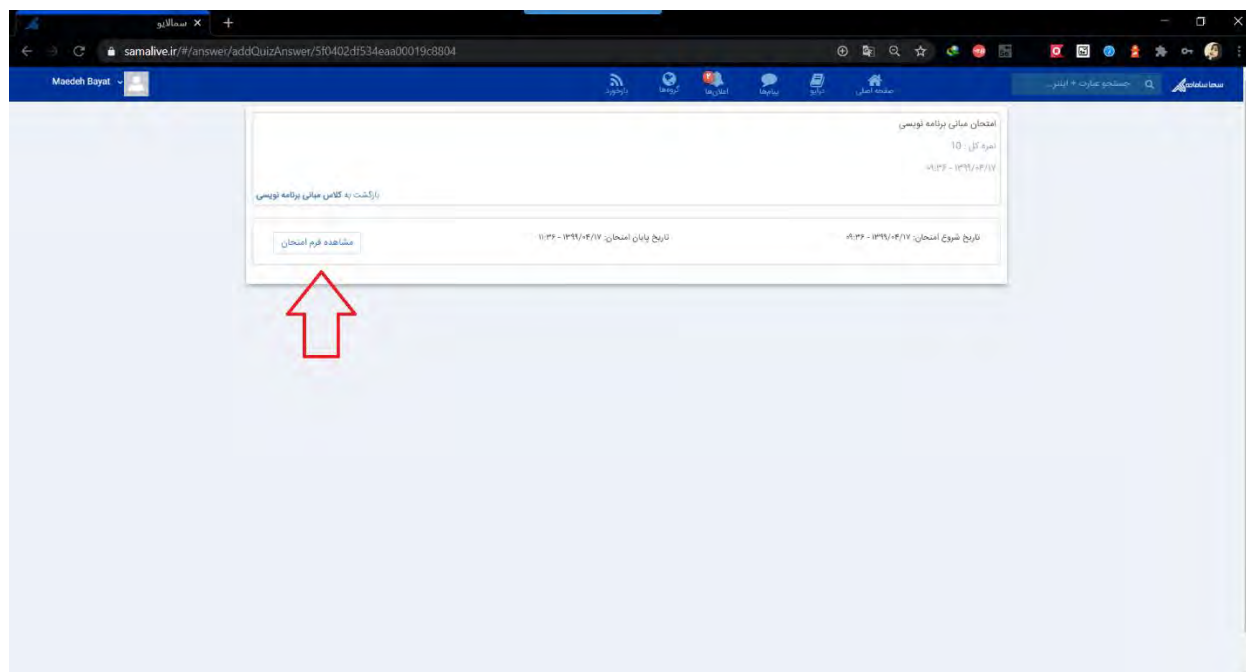 سمالایو
samalive.ir/#/answer/addQuizAnswer/5f0402df534eaa00019c8804
Maedeh Bayat
بازخورد
گروه‌ها
اعلان‌ها
پیام‌ها
درایو
صفحه اصلی
جستجو عبارت + اینتر...
امتحان مبانی برنامه نویسی
نمره کل : 10
۱۳۹۹/۰۴/۱۷ - ۰۹:۳۶
بازگشت به کلاس مبانی برنامه نویسی
تاریخ شروع امتحان: ۱۳۹۹/۰۴/۱۷ - ۰۹:۳۶
تاریخ پایان امتحان: ۱۳۹۹/۰۴/۱۷ - ۱۱:۳۶
مشاهده فرم امتحان